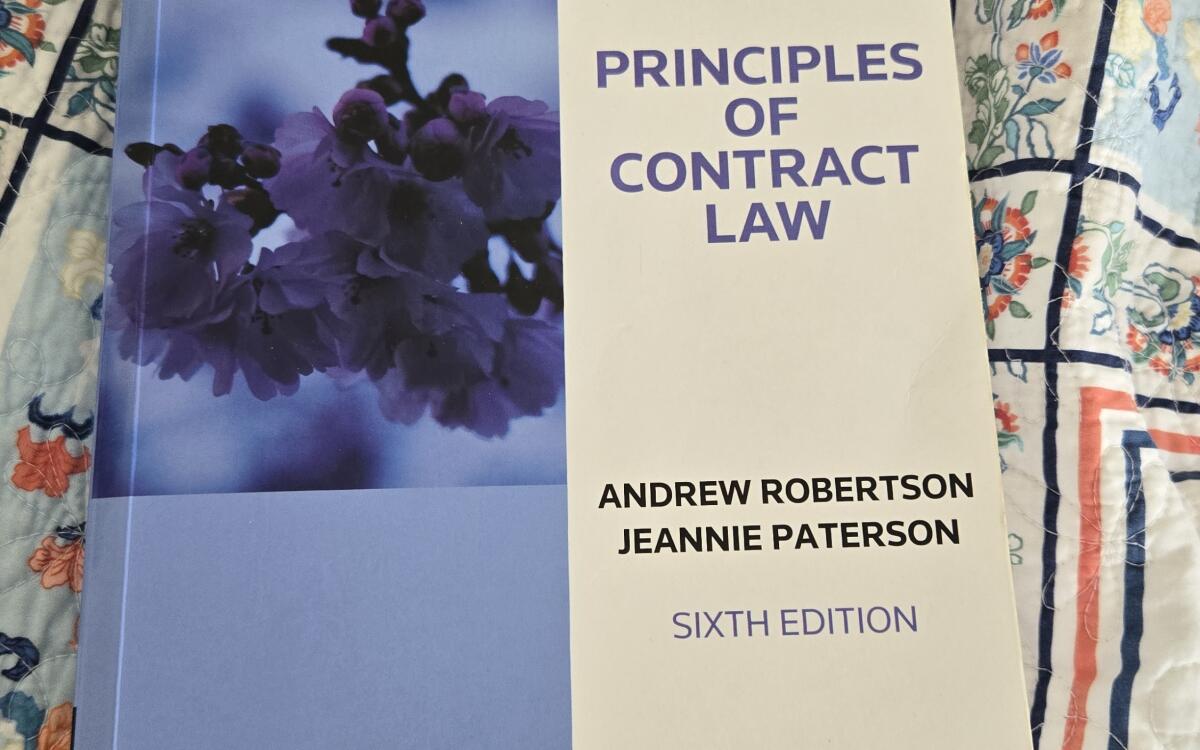 PRINCIPLES
OF
CONTRACT
LAW
ANDREW ROBERTSON
JEANNIE PATERSON
SIXTH EDITION